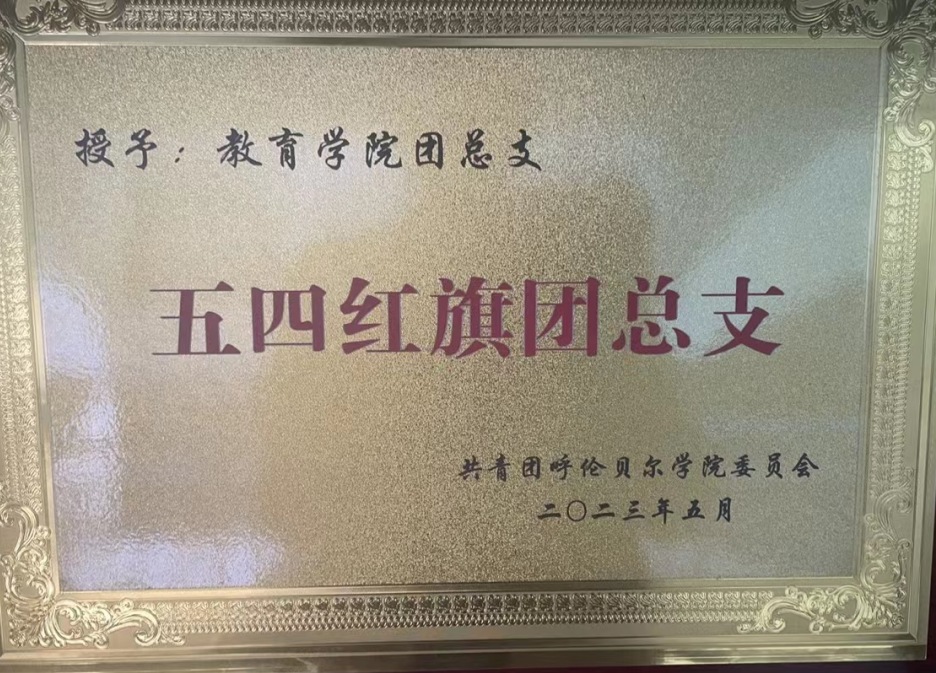 授予：教育学院团总支
五四红旗团总支
共青团呼伦贝尔学院委员会
二〇二三年五月